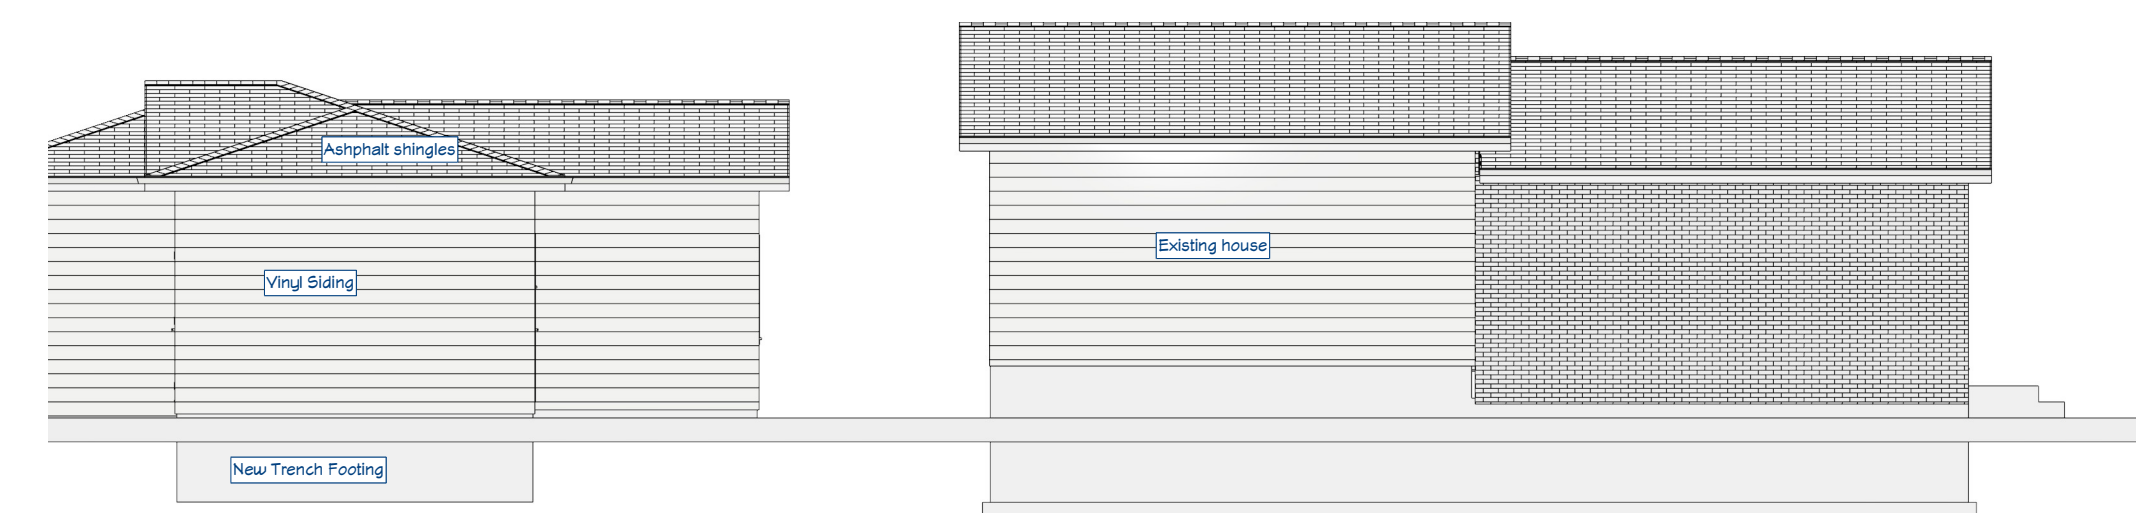 Ashphalt shingles
Existing house
Vinyl Siding
New Trench Footing